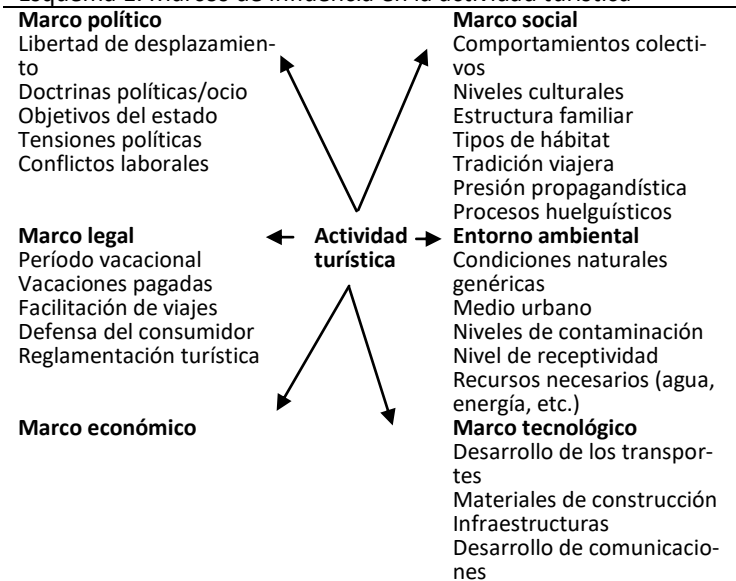 Marco político
Libertad de desplazamien-
to
Doctrinas políticas/ocio
Objetivos del estado
Tensiones políticas
Conflictos laborales
Marco social
Comportamientos colecti-
vos
Niveles culturales
Estructura familiar
Tipos de hábitat
Tradición viajera
Presión propagandística
Procesos huelguísticos
Marco legal
Período vacacional
Vacaciones pagadas
Facilitación de viajes
Defensa del consumidor
Reglamentación turística
Actividad
turística
Entorno ambiental
Condiciones naturales
genéricas
Medio urbano
Niveles de contaminación
Nivel de receptividad
Recursos necesarios (agua,
energía, etc.)
Marco económico
Marco tecnológico
Desarrollo de los transpor-
tes
Materiales de construcción
Infraestructuras
Desarrollo de comunicacio-
nes